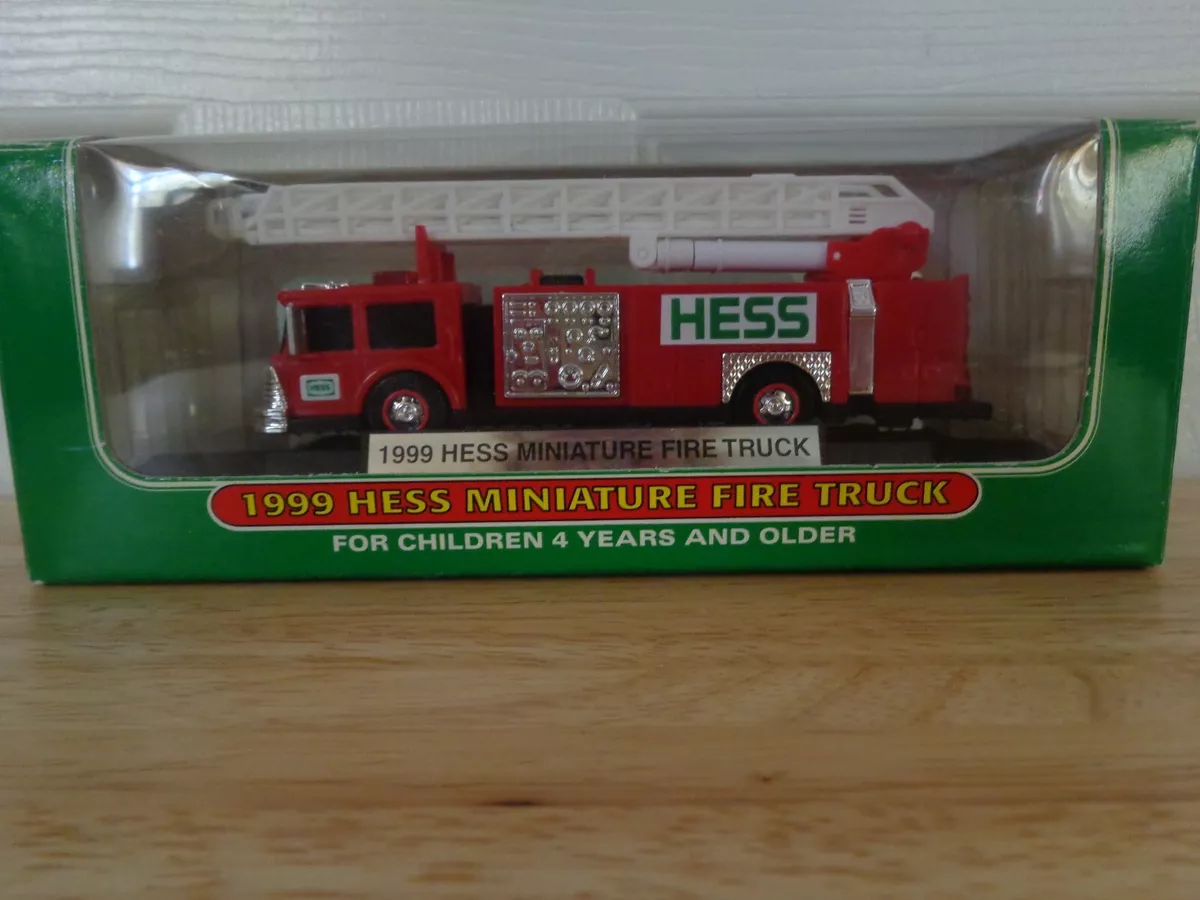 HESS
HESS
1999 HESS MINIATURE FIRE TRUCK
1999 HESS MINIATURE FIRE TRUCK
FOR CHILDREN 4 YEARS AND OLDER